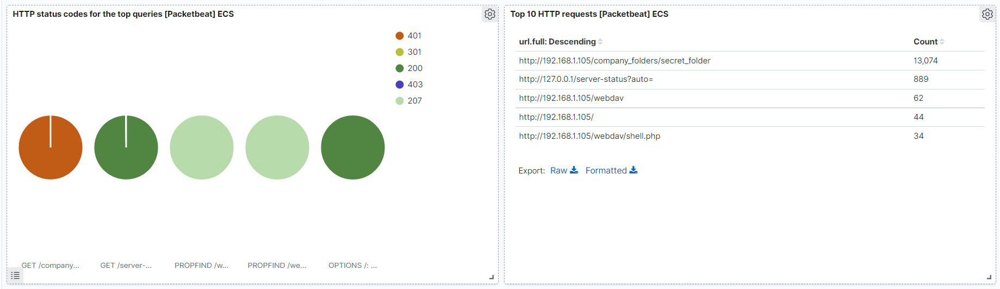 HTTP status codes for the top queries [Packetbeat] ECS
401
301
200
403
207
GET /company...
GET /server-...
PROPFIND /w...
PROPFIND /we...
OPTIONS /: ...
Top 10 HTTP requests [Packetbeat] ECS
url.full: Descending Count
http://192.168.1.105/company_folders/secret_folder 13,074
http://127.0.0.1/server-status?auto= 889
http://192.168.1.105/webdav 62
http://192.168.1.105/ 44
http://192.168.1.105/webdav/shell.php 34
Export: Raw Formatted